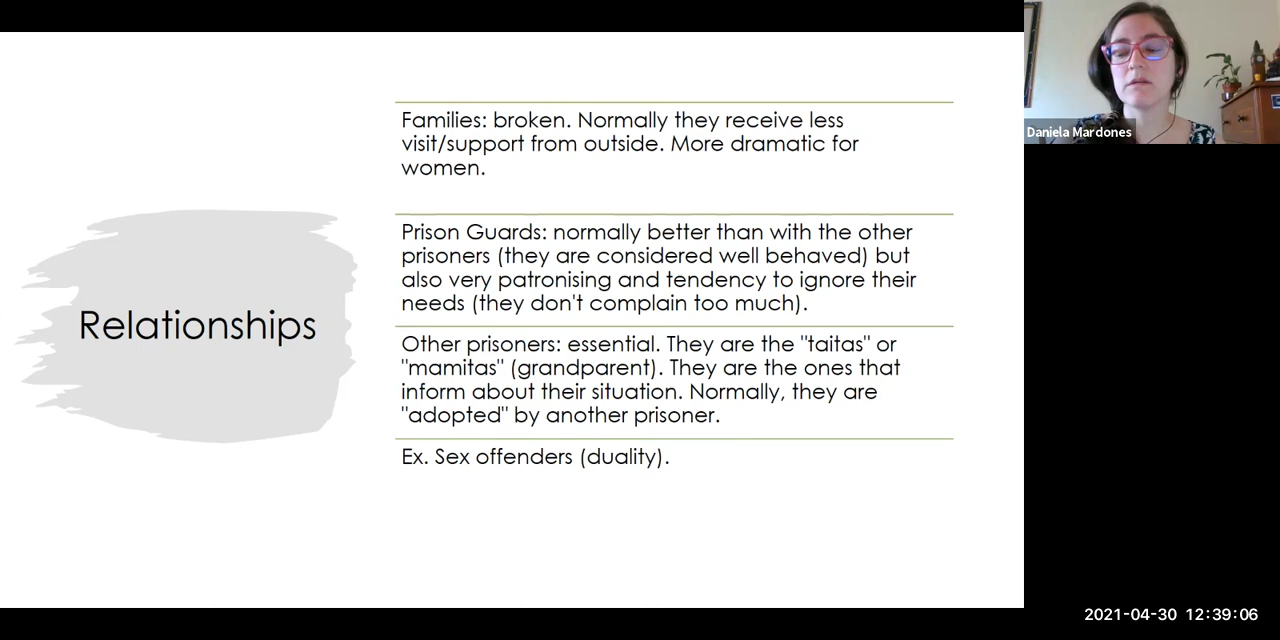 Relationships
Families: broken. Normally they receive less
visit/support from outside. More dramatic for
women.
Prison Guards: normally better than with the other
prisoners (they are considered well behaved) but
also very patronising and tendency to ignore their
needs (they don't complain too much).
Other prisoners: essential. They are the "taitas" or
"mamitas" (grandparent). They are the ones that
inform about their situation. Normally, they are
"adopted" by another prisoner.
Ex. Sex offenders (duality).
Daniela Mardones
2021-04-30 12:39:06